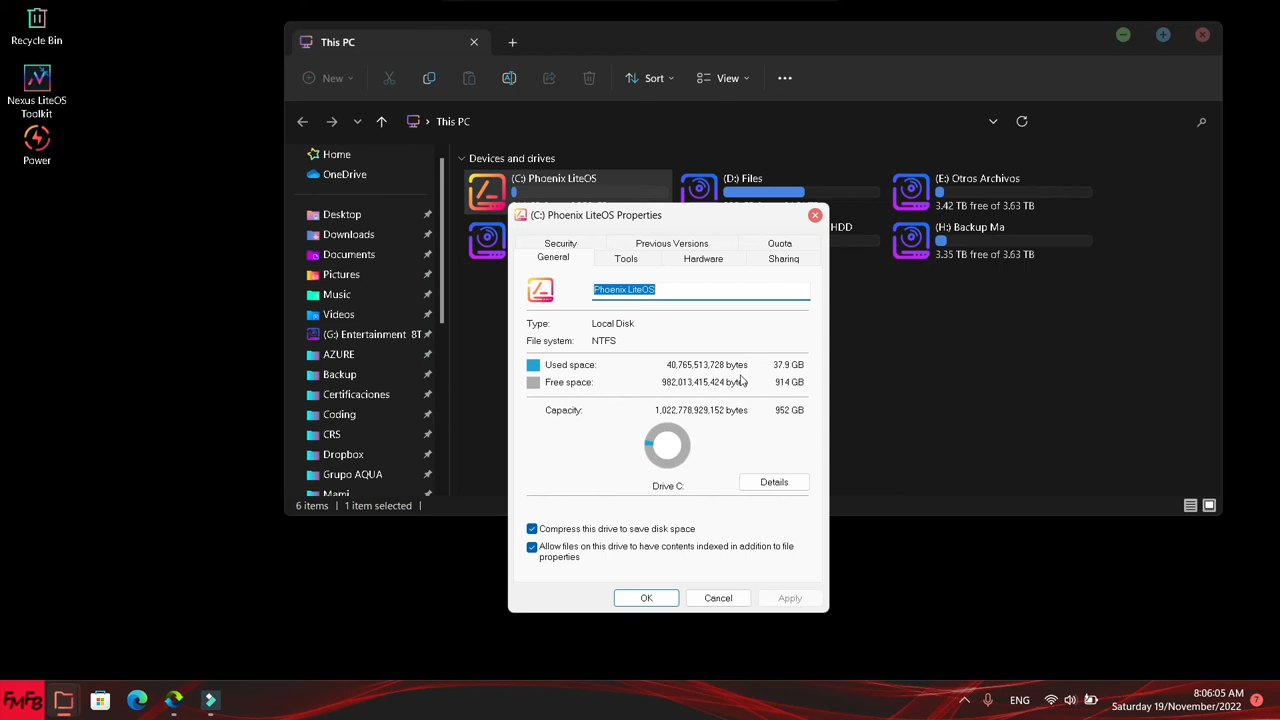 Recycle Bin
Nexus LiteOS
Toolkit
Power
This PC
New
Sort
View
This PC
Home
OneDrive
Desktop
Downloads
Documents
Pictures
Music
Videos
(G:) Entertainment 8T
AZURE
Backup
Certificaciones
Coding
CRS
Dropbox
Grupo AQUA
Mami
Devices and drives
(C:) Phoenix LiteOS
(D:) Files
(E:) Otros Archivos
3.42 TB free of 3.63 TB
HDD
(H:) Backup Ma
3.35 TB free of 3.63 TB
(C:) Phoenix LiteOS Properties
Security
Previous Versions
Quota
General
Tools
Hardware
Sharing
Phoenix LiteOS
Type: Local Disk
File system: NTFS
Used space: 40,765,513,728 bytes 37.9 GB
Free space: 982,013,415,424 bytes 914 GB
Capacity: 1,022,778,929,152 bytes 952 GB
Drive C:
Details
Compress this drive to save disk space
Allow files on this drive to have contents indexed in addition to file
properties
OK
Cancel
Apply
6 items
1 item selected
FMFB
ENG
8:06:05 AM
Saturday 19/November/2022
7